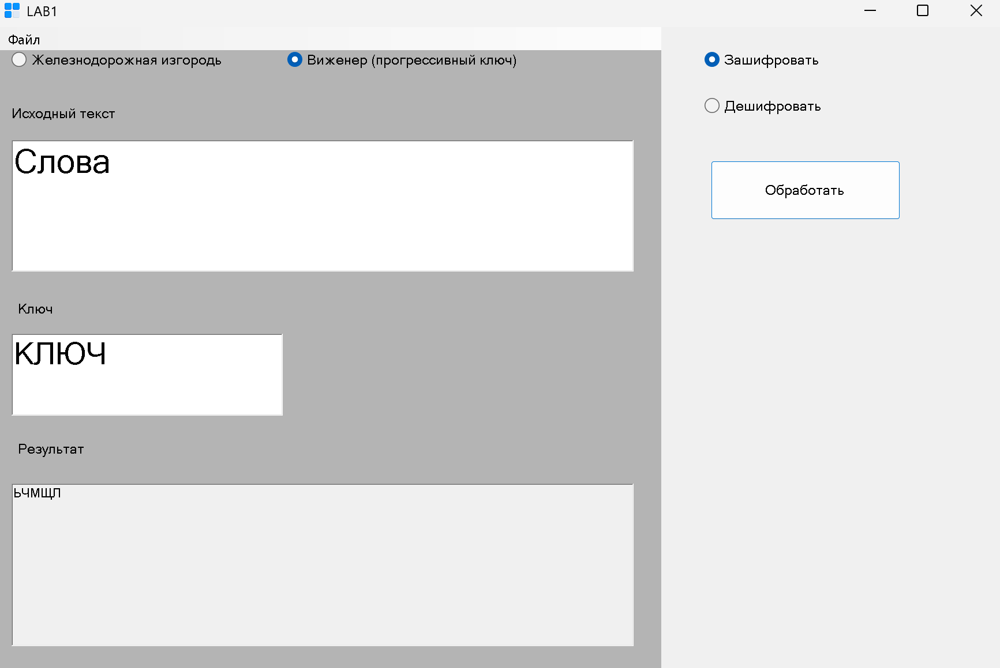 LAB1
Файл
Железнодорожная изгородь
Виженер (прогрессивный ключ)
Зашифровать
Дешифровать
Исходный текст
Слова
Обработать
Ключ
КЛЮЧ
Результат
ЬЧМЩЛ